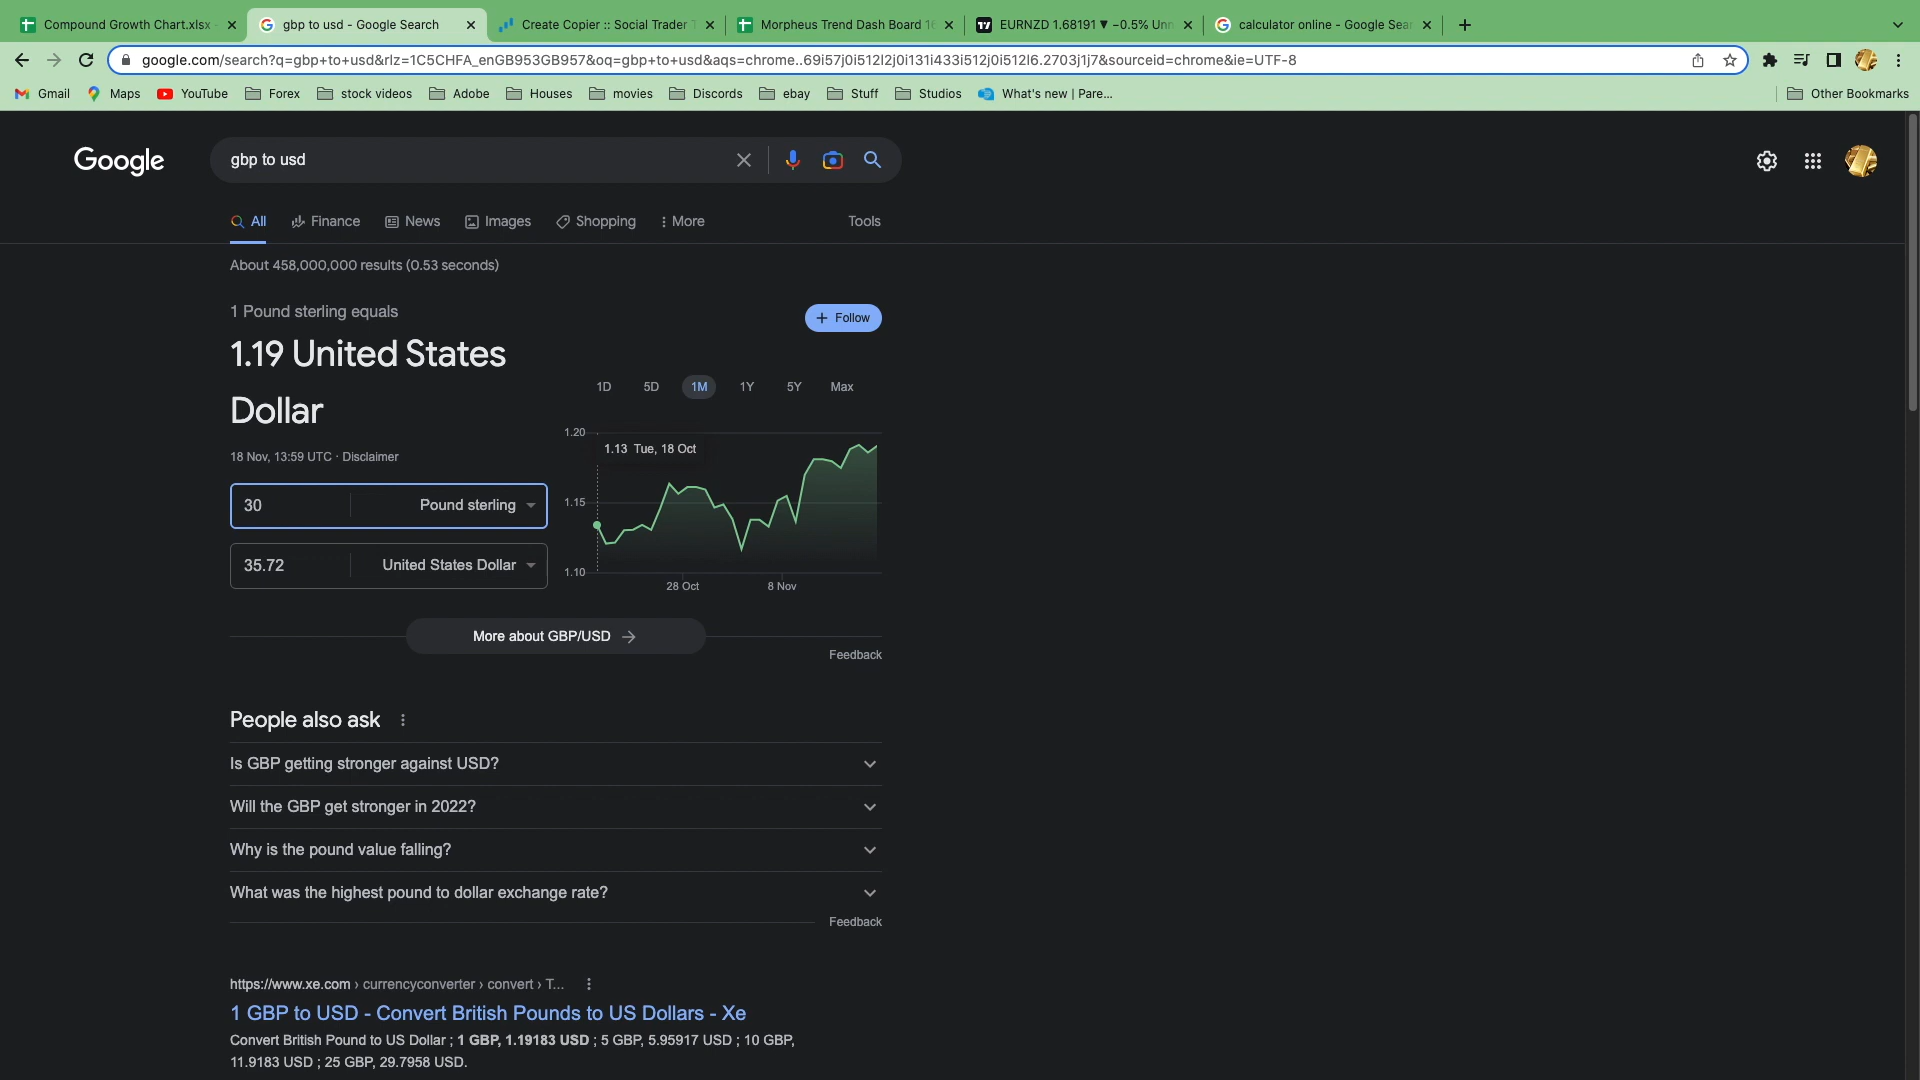 Compound Growth Chart.xlsx
gbp to usd - Google Search
Create Copier :: Social Trader
Morpheus Trend Dash Board
EURNZD 1.68191 ▼ −0.5% Unn
calculator online - Google Sear
google.com/search?q=gbp+to+usd&rlz=1C5CHFA_enGB953GB957&oq=gbp+to+usd&aqs=chrome..69i57j0i512l2j0i131i433i512j0i512l6.2703j1j7&sourceid=chrome&ie=UTF-8
Gmail
Maps
YouTube
Forex
stock videos
Adobe
Houses
movies
Discords
ebay
Stuff
Studios
What's new | Pare...
Other Bookmarks
Google
gbp to usd
All
Finance
News
Images
Shopping
More
Tools
About 458,000,000 results (0.53 seconds)
1 Pound sterling equals
Follow
1.19 United States
Dollar
18 Nov, 13:59 UTC · Disclaimer
30 Pound sterling
35.72 United States Dollar
1D 5D 1M 1Y 5Y Max
1.20
1.13 Tue, 18 Oct
1.15
1.10
28 Oct 8 Nov
More about GBP/USD
Feedback
People also ask
Is GBP getting stronger against USD?
Will the GBP get stronger in 2022?
Why is the pound value falling?
What was the highest pound to dollar exchange rate?
Feedback
https://www.xe.com › currencyconverter › convert › T...
1 GBP to USD - Convert British Pounds to US Dollars - Xe
Convert British Pound to US Dollar ; 1 GBP, 1.19183 USD ; 5 GBP, 5.95917 USD ; 10 GBP,
11.9183 USD ; 25 GBP, 29.7958 USD.